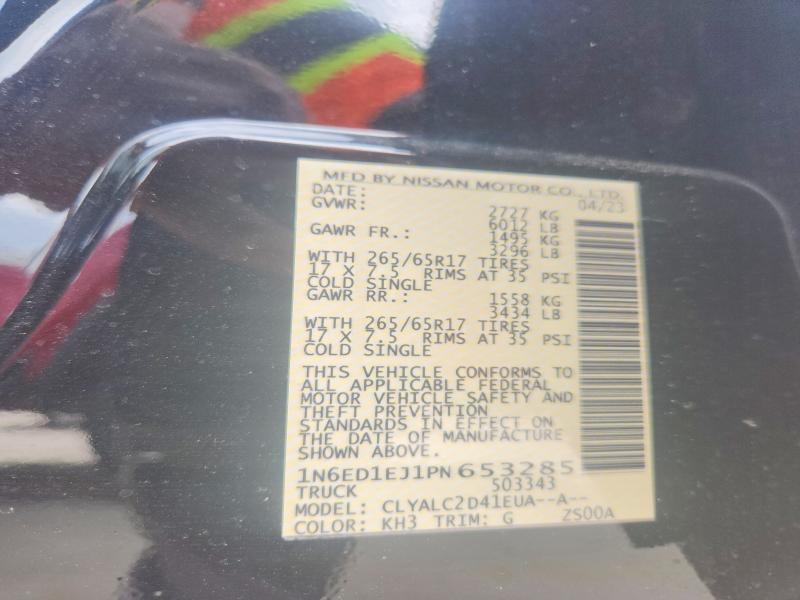 MFD BY NISSAN MOTOR CO., LTD.
DATE: 04/23
GVWR: 2727 KG
6012 LB
GAWR FR.: 1495 KG
3296 LB
WITH 265/65R17 TIRES
17 X 7.5 RIMS AT 35 PSI
COLD SINGLE
GAWR RR.: 1558 KG
3434 LB
WITH 265/65R17 TIRES
17 X 7.5 RIMS AT 35 PSI
COLD SINGLE
THIS VEHICLE CONFORMS TO
ALL APPLICABLE FEDERAL
MOTOR VEHICLE SAFETY AND
THEFT PREVENTION
STANDARDS IN EFFECT ON
THE DATE OF MANUFACTURE
SHOWN ABOVE.
1N6ED1EJ1PN 653285
TRUCK 503343
MODEL: CLYALC2D41EUA--A--
COLOR: KH3 TRIM: G ZS00A